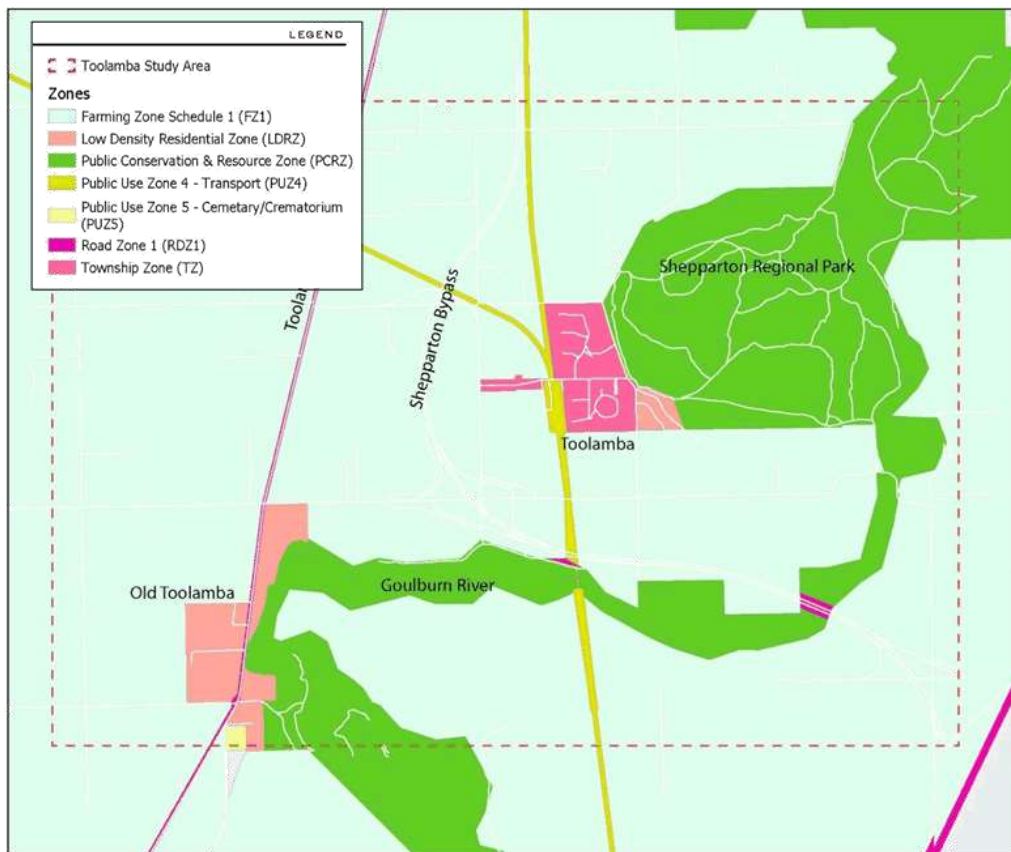 LEGEND
Toolamba Study Area
Zones
Farming Zone Schedule 1 (FZ1)
Low Density Residential Zone (LDRZ)
Public Conservation & Resource Zone (PCRZ)
Public Use Zone 4 - Transport (PUZ4)
Public Use Zone 5 - Cemetary/Crematorium
(PUZ5)
Road Zone 1 (RDZ1)
Township Zone (TZ)
Shepparton Regional Park
Shepparton Bypass
Toolamba
Goulburn River
Old Toolamba